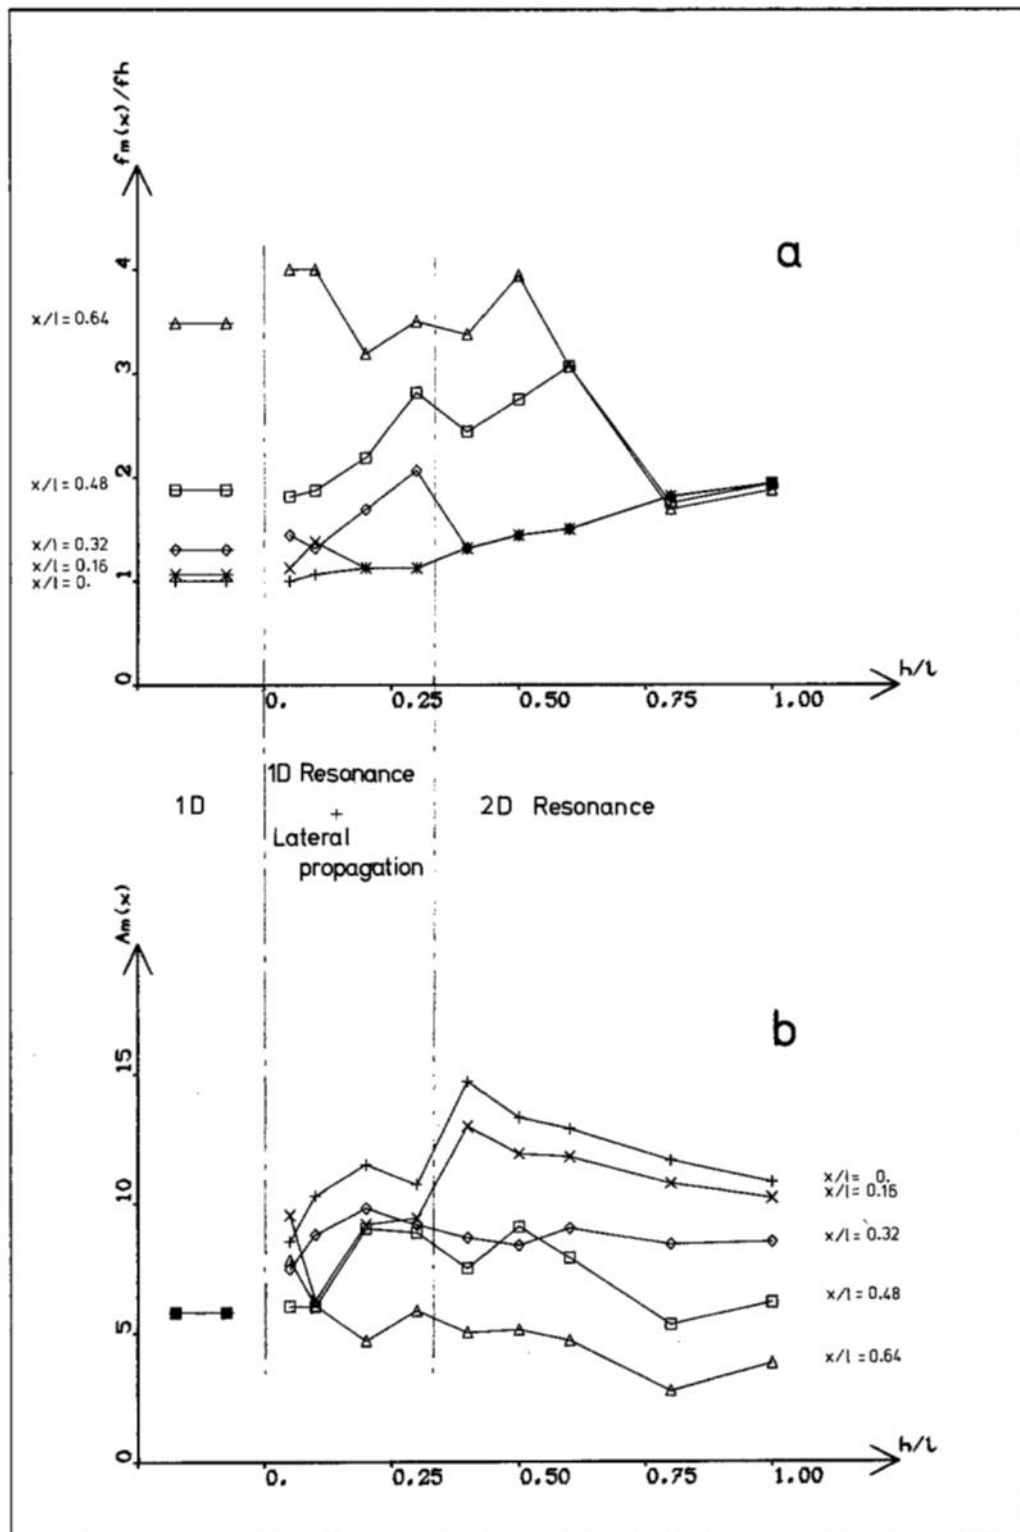 fm(x)/fh
a
4
x/l=0.64
3
2
x/l=0.48
x/l=0.32
x/l=0.16
x/l=0.
1
0
h/l
0. 0.25 0.50 0.75 1.00
1D
1D Resonance
+
Lateral
propagation
2D Resonance
Am(x)
b
15
10
x/l= 0.
x/l=0.16
x/l=0.32
x/l=0.48
5
x/l=0.64
0
h/l
0. 0.25 0.50 0.75 1.00